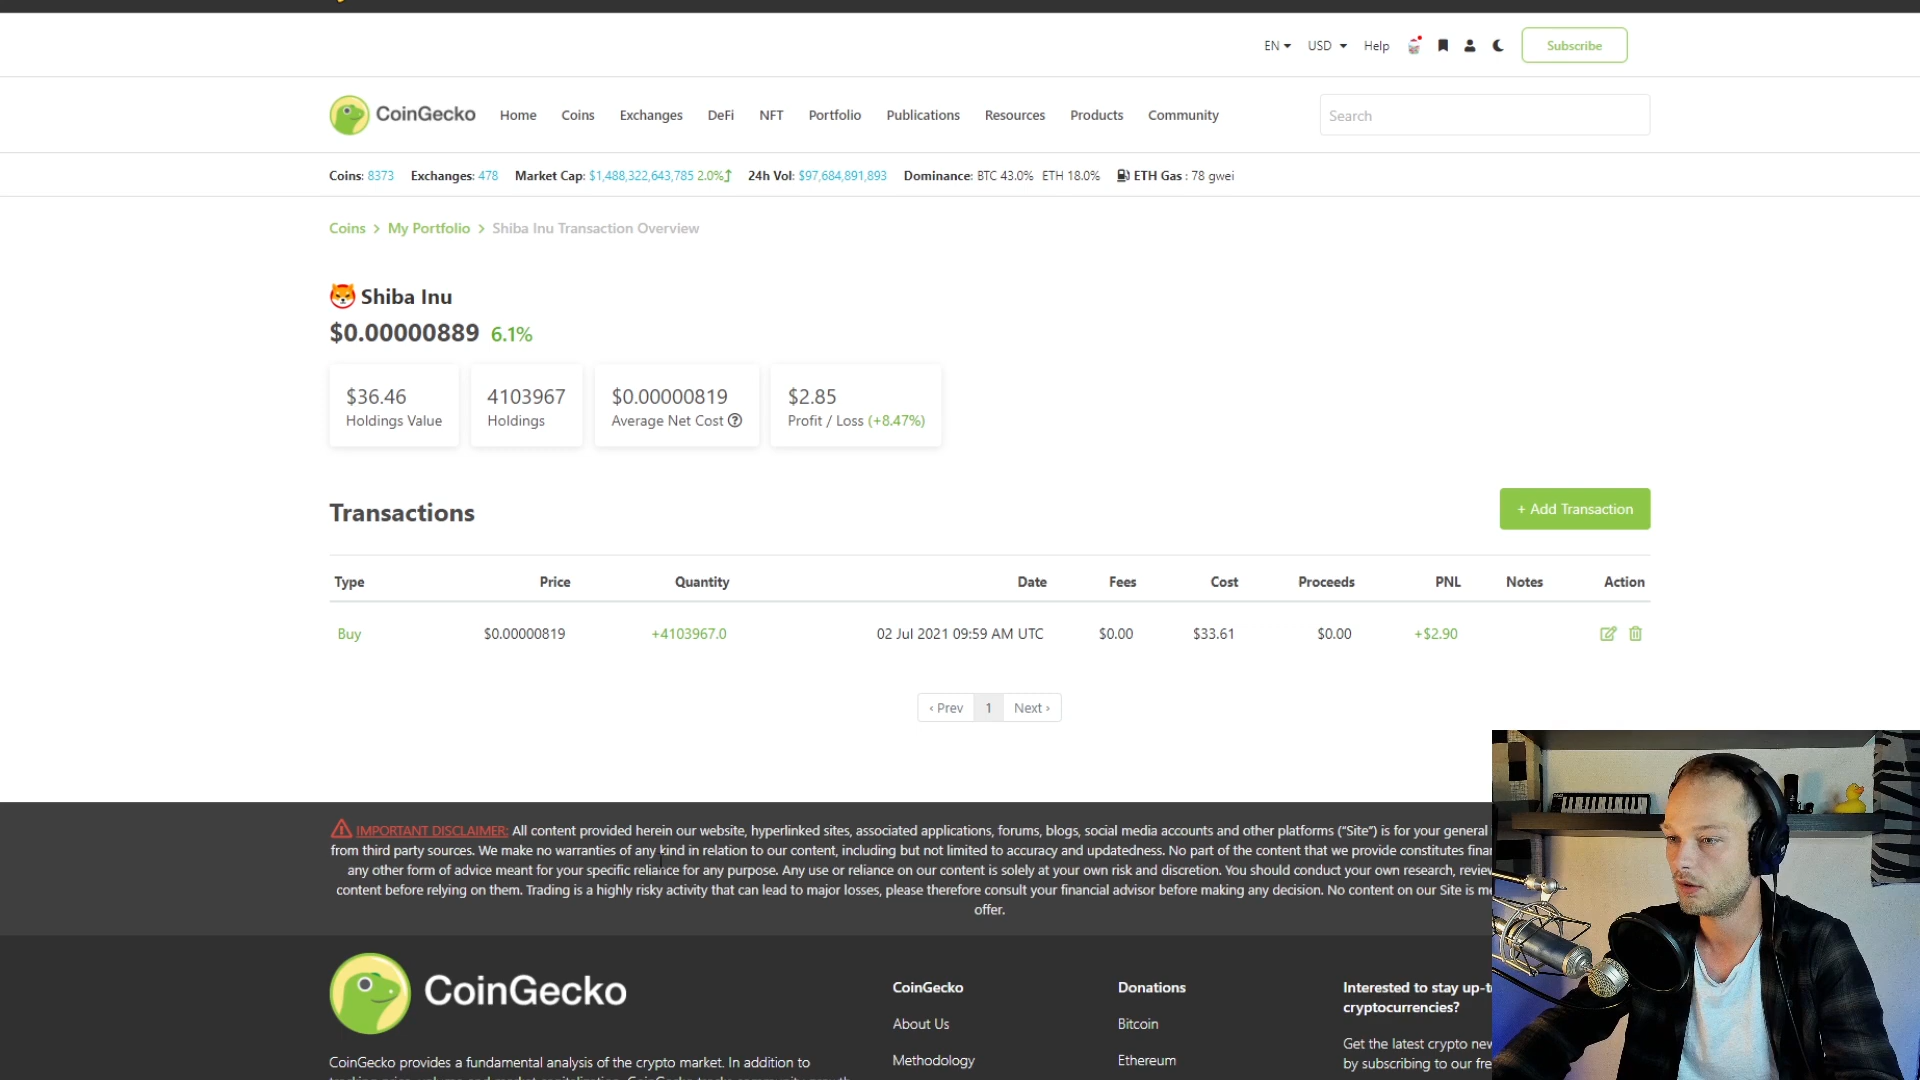 EN USD Help Subscribe
CoinGecko Home Coins Exchanges DeFi NFT Portfolio Publications Resources Products Community Search
Coins: 8373 Exchanges: 478 Market Cap: $1,488,322,643,785 2.0% 24h Vol: $97,684,891,893 Dominance: BTC 43.0% ETH 18.0% ETH Gas : 78 gwei
Coins > My Portfolio > Shiba Inu Transaction Overview
Shiba Inu
$0.00000889 6.1%
$36.46 4103967 $0.00000819 $2.85
Holdings Value Holdings Average Net Cost ? Profit / Loss (+8.47%)
Transactions + Add Transaction
Type Price Quantity Date Fees Cost Proceeds PNL Notes Action
Buy $0.00000819 +4103967.0 02 Jul 2021 09:59 AM UTC $0.00 $33.61 $0.00 +$2.90
‹ Prev 1 Next ›
IMPORTANT DISCLAIMER: All content provided herein our website, hyperlinked sites, associated applications, forums, blogs, social media accounts and other platforms ("Site") is for your general
from third party sources. We make no warranties of any kind in relation to our content, including but not limited to accuracy and updatedness. No part of the content that we provide constitutes
any other form of advice meant for your specific reliance for any purpose. Any use or reliance on our content is solely at your own risk and discretion. You should conduct your own research,
content before relying on them. Trading is a highly risky activity that can lead to major losses, please therefore consult your financial advisor before making any decision. No content on our Site is
offer.
CoinGecko
CoinGecko Donations Interested to stay
cryptocurrencies?
About Us Bitcoin
Get the latest crypto
Methodology Ethereum
by subscribing to our
CoinGecko provides a fundamental analysis of the crypto market. In addition to